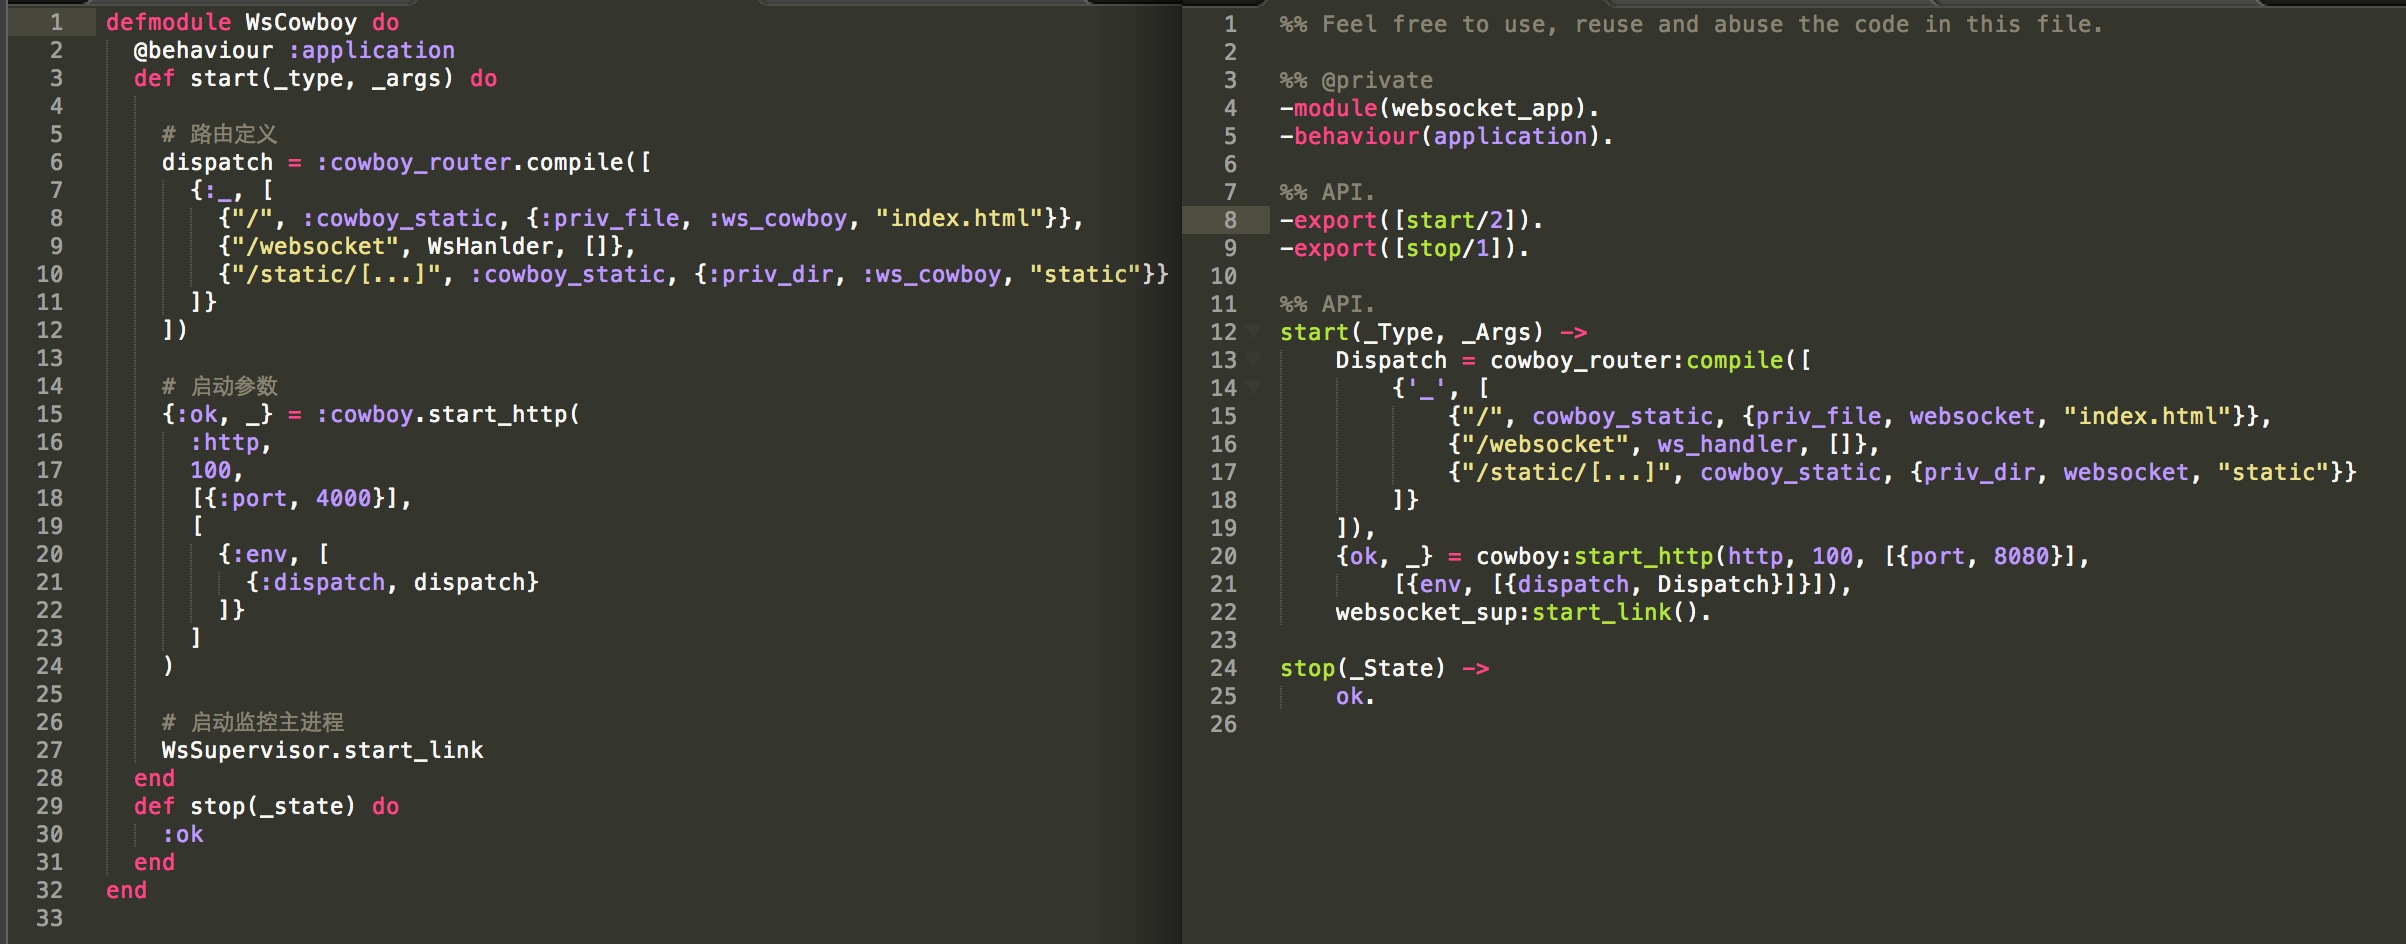 1 defmodule WsCowboy do
2 @behaviour :application
3 def start(_type, _args) do
4
5 # 路由定义
6 dispatch = :cowboy_router.compile([
7 {:_, [
8 {"/", :cowboy_static, {:priv_file, :ws_cowboy, "index.html"}},
9 {"/websocket", WsHanlder, []},
10 {"/static/[...]", :cowboy_static, {:priv_dir, :ws_cowboy, "static"}}
11 ]}
12 ])
13
14 # 启动参数
15 {:ok, _} = :cowboy.start_http(
16 :http,
17 100,
18 [{:port, 4000}],
19 [
20 {:env, [
21 {:dispatch, dispatch}
22 ]}
23 ]
24 )
25
26 # 启动监控主进程
27 WsSupervisor.start_link
28 end
29 def stop(_state) do
30 :ok
31 end
32 end
33
1 %% Feel free to use, reuse and abuse the code in this file.
2
3 %% @private
4 -module(websocket_app).
5 -behaviour(application).
6
7 %% API.
8 -export([start/2]).
9 -export([stop/1]).
10
11 %% API.
12 start(_Type, _Args) ->
13 Dispatch = cowboy_router:compile([
14 {'_', [
15 {"/", cowboy_static, {priv_file, websocket, "index.html"}},
16 {"/websocket", ws_handler, []},
17 {"/static/[...]", cowboy_static, {priv_dir, websocket, "static"}}
18 ]}
19 ]),
20 {ok, _} = cowboy:start_http(http, 100, [{port, 8080}],
21 [{env, [{dispatch, Dispatch}]}]),
22 websocket_sup:start_link().
23
24 stop(_State) ->
25 ok.
26